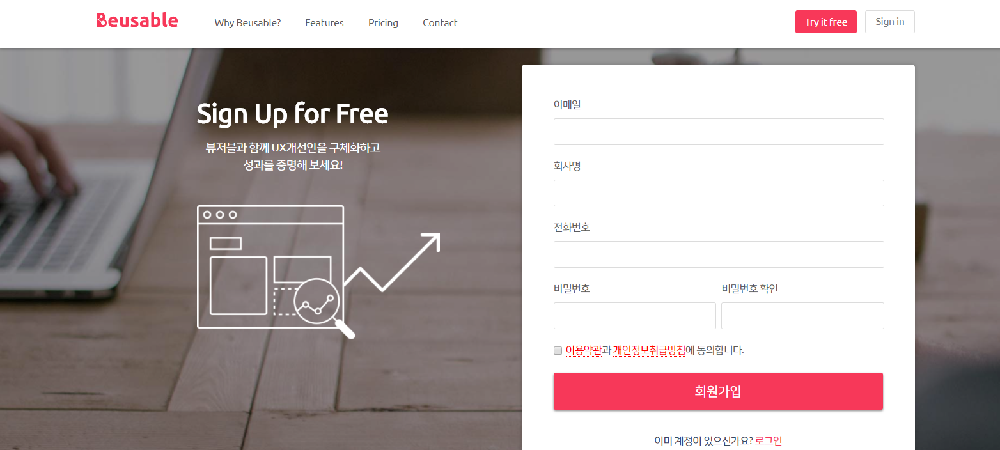 Beusable
Why Beusable?
Features
Pricing
Contact
Try it free
Sign in
Sign Up for Free
뷰저블과 함께 UX개선안을 구체화하고
성과를 증명해 보세요!
이메일
회사명
전화번호
비밀번호
비밀번호 확인
이용약관과 개인정보취급방침에 동의합니다.
회원가입
이미 계정이 있으신가요? 로그인